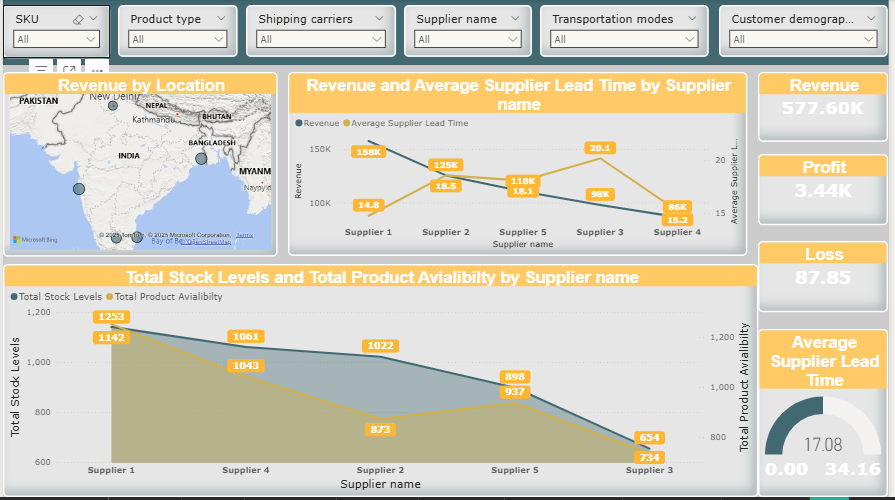 SKU
Product type
Shipping carriers
Supplier name
Transportation modes
Customer demograp...
All
All
All
All
All
All
Revenue by Location
PAKISTAN
New Delhi
NEPAL
Kathmandu
BHUTAN
BANGLADESH
INDIA
MYANM
Naypyid
Bay of Be
© 2025 TomTom, © 2025 Microsoft Corporation, Terms
© OpenStreetMap
Microsoft Bing
Revenue and Average Supplier Lead Time by Supplier
name
Revenue
Average Supplier Lead Time
150K
100K
Revenue
158K
125K
110K
98K
86K
14.8
18.5
18.1
20.1
15.2
20
15
Average Supplier L...
Supplier 1
Supplier 2
Supplier 5
Supplier 3
Supplier 4
Supplier name
Revenue
577.60K
Profit
3.44K
Loss
87.85
Total Stock Levels and Total Product Avialibilty by Supplier name
Total Stock Levels
Total Product Avialibilty
1,200
1,000
800
600
Total Stock Levels
1253
1142
1061
1043
1022
873
898
937
654
734
1,200
1,000
800
Total Product Avialibilty
Supplier 1
Supplier 4
Supplier 2
Supplier 5
Supplier 3
Supplier name
Average
Supplier Lead
Time
17.08
0.00
34.16